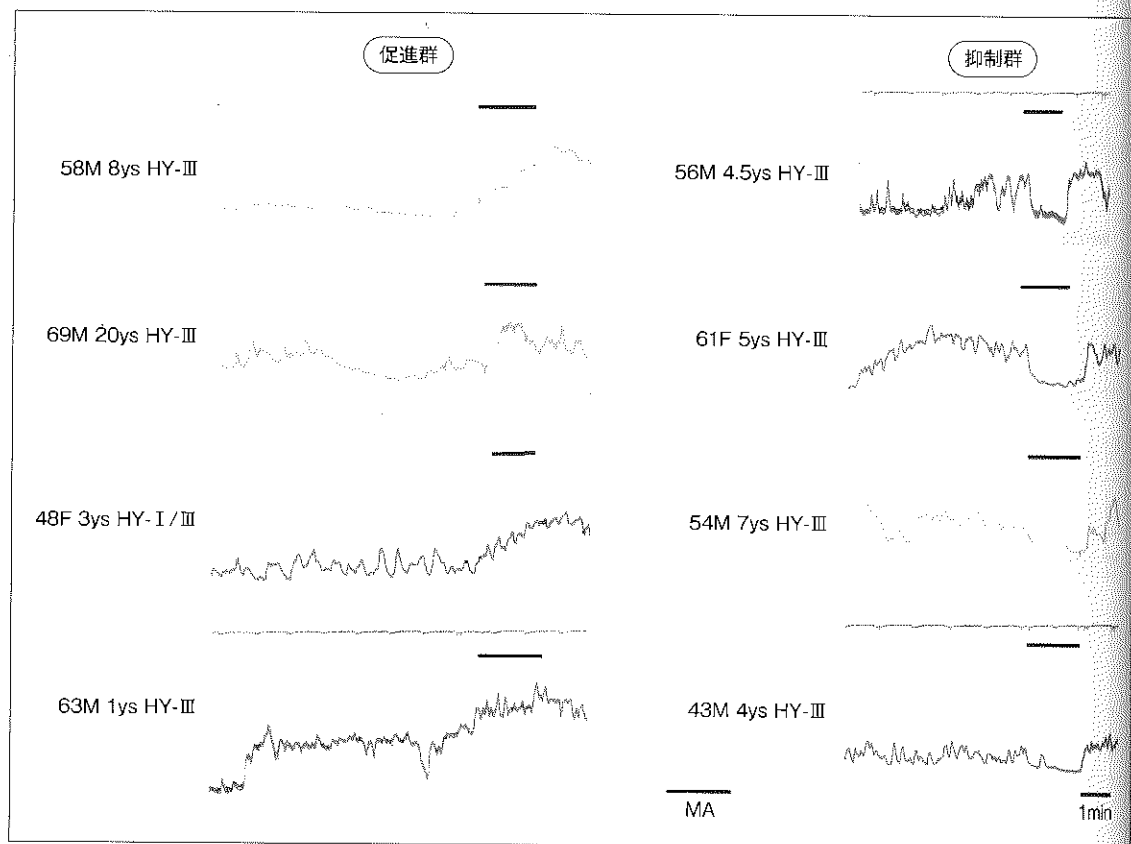 促進群
抑制群
58M 8ys HY-Ⅲ
56M 4.5ys HY-Ⅲ
69M 20ys HY-Ⅲ
61F 5ys HY-Ⅲ
48F 3ys HY-Ⅰ/Ⅲ
54M 7ys HY-Ⅲ
63M 1ys HY-Ⅲ
43M 4ys HY-Ⅲ
MA
1min